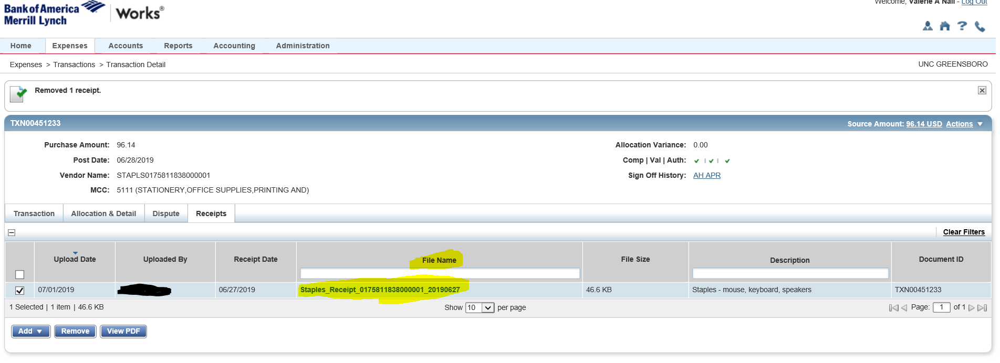 Welcome, Valerie A Nall - Log Out
Bank of America
Merrill Lynch
Works®
Home Expenses Accounts Reports Accounting Administration
Expenses > Transactions > Transaction Detail UNC GREENSBORO
Removed 1 receipt.
TXN00451233 Source Amount: 96.14 USD Actions
Purchase Amount: 96.14 Allocation Variance: 0.00
Post Date: 06/28/2019 Comp | Val | Auth:
Vendor Name: STAPLS0175811838000001 Sign Off History: AH APR
MCC: 5111 (STATIONERY,OFFICE SUPPLIES,PRINTING AND)
Transaction Allocation & Detail Dispute Receipts
Clear Filters
Upload Date Uploaded By Receipt Date File Name File Size Description Document ID
07/01/2019 06/27/2019 Staples_Receipt_0175811838000001_20190627 46.6 KB Staples - mouse, keyboard, speakers TXN00451233
1 Selected | 1 item | 46.6 KB Show 10 per page Page: 1 of 1
Add Remove View PDF